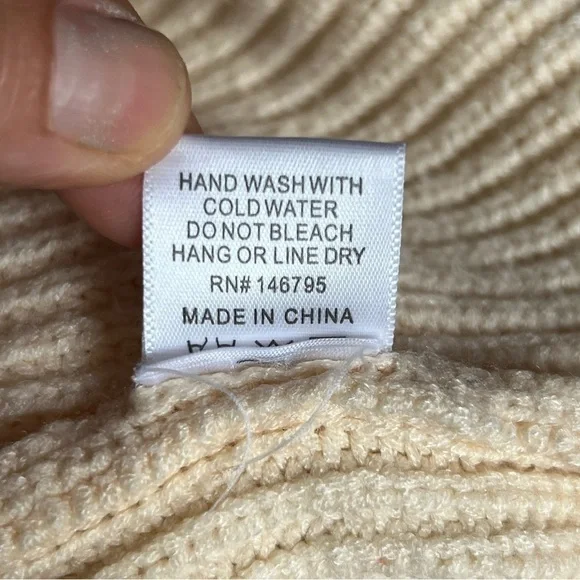 HAND WASH WITH
COLD WATER
DO NOT BLEACH
HANG OR LINE DRY
RN# 146795
MADE IN CHINA